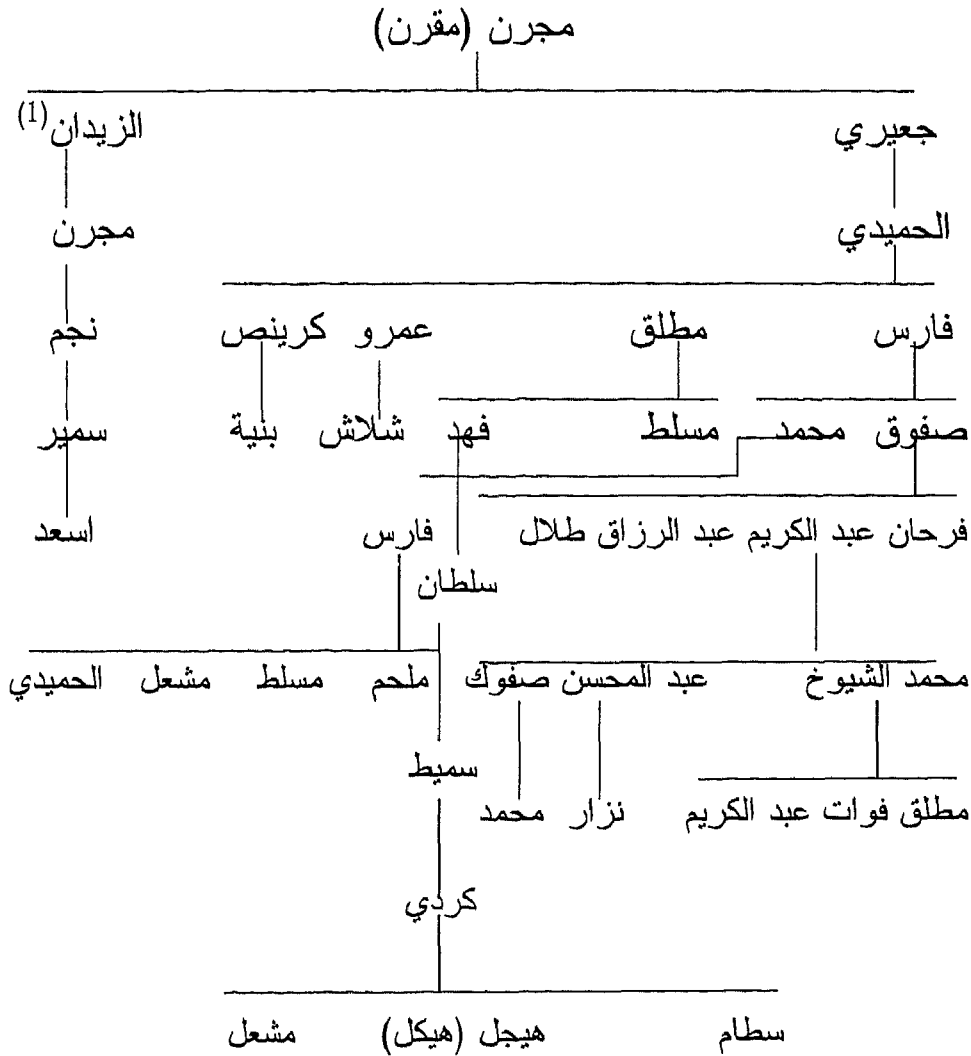 مجرن (مقرن)
جعيري الزيدان(1)
الحميدي مجرن
فارس مطلق عمرو كرينص نجم
صفوق محمد مسلط فهد شلاش بنية سمير
فرحان عبد الكريم عبد الرزاق طلال فارس اسعد
سلطان
محمد الشيوخ عبد المحسن صفوك ملحم مسلط مشعل الحميدي
سميط
مطلق فوات عبد الكريم نزار محمد
كردي
سطام هيجل (هيكل) مشعل